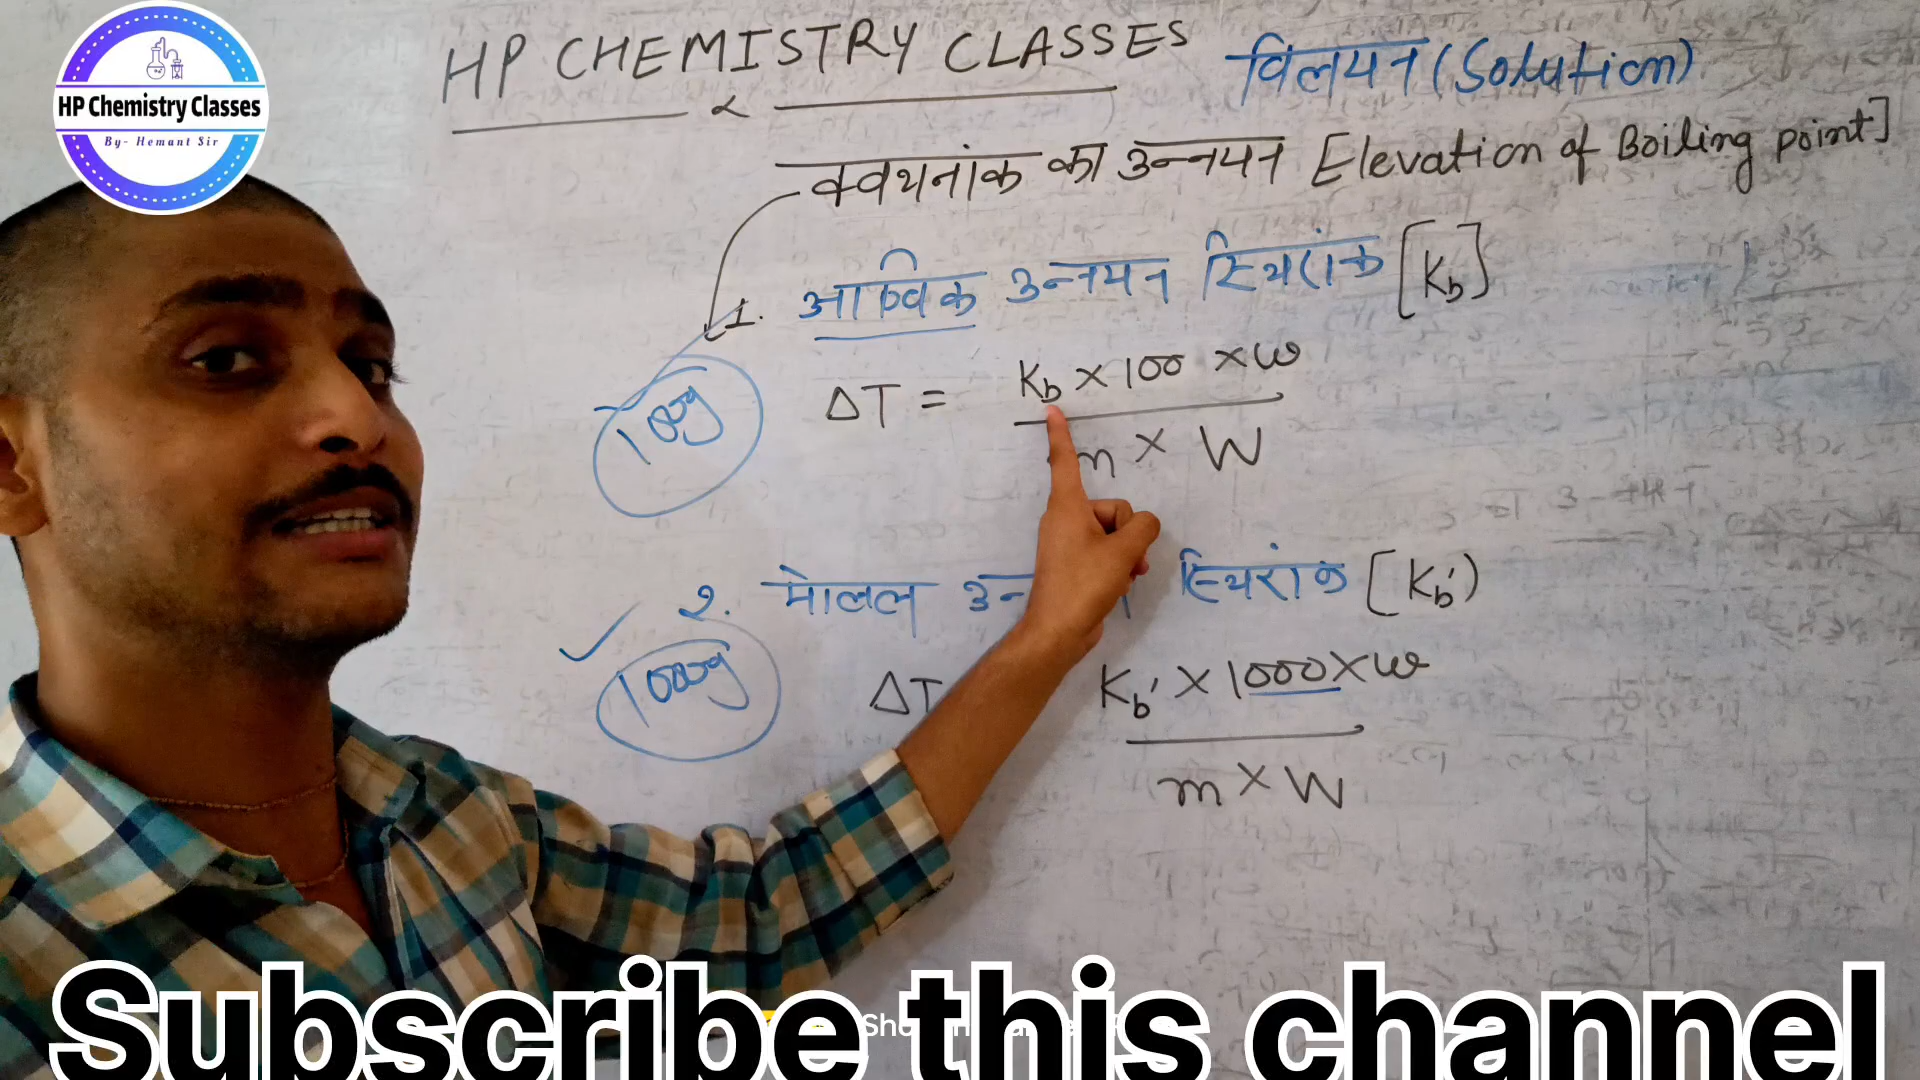 HP Chemistry Classes
By- Hemant Sir
HP CHEMISTRY CLASSES
विलयन (Solution)
क्वथनांक का उन्नयन [Elevation of Boiling point]
1. आण्विक उन्नयन स्थिरांक [Kb]
100g
ΔT = Kb × 100 × w
m × W
2. मोलल स्थिरांक [Kb')
1000g
ΔT Kb' × 1000 × w
m × W
Subscribe this channel